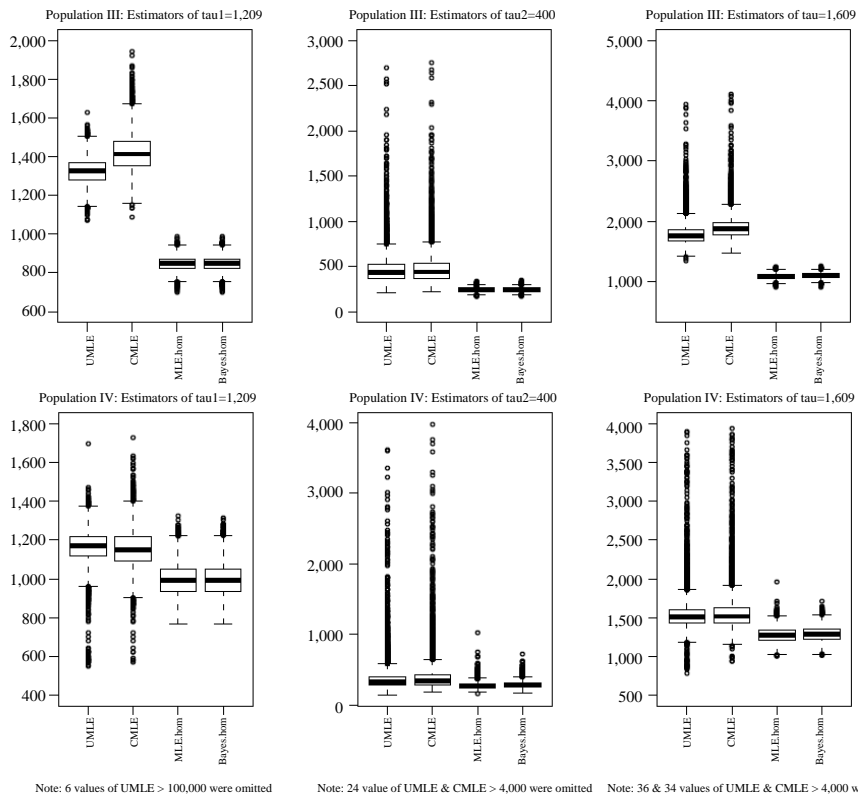 Population III: Estimators of tau1=1,209
2,000
1,800
1,600
1,400
1,200
1,000
800
600
UMLE
CMLE
MLE.hom
Bayes.hom
Population III: Estimators of tau2=400
3,000
2,500
2,000
1,500
1,000
500
0
UMLE
CMLE
MLE.hom
Bayes.hom
Population III: Estimators of tau=1,609
5,000
4,000
3,000
2,000
1,000
UMLE
CMLE
MLE.hom
Bayes.hom
Population IV: Estimators of tau1=1,209
1,800
1,600
1,400
1,200
1,000
800
600
400
UMLE
CMLE
MLE.hom
Bayes.hom
Note: 6 values of UMLE > 100,000 were omitted
Population IV: Estimators of tau2=400
4,000
3,000
2,000
1,000
0
UMLE
CMLE
MLE.hom
Bayes.hom
Note: 24 value of UMLE & CMLE > 4,000 were omitted
Population IV: Estimators of tau=1,609
4,000
3,500
3,000
2,500
2,000
1,500
1,000
500
UMLE
CMLE
MLE.hom
Bayes.hom
Note: 36 & 34 values of UMLE & CMLE > 4,000 w